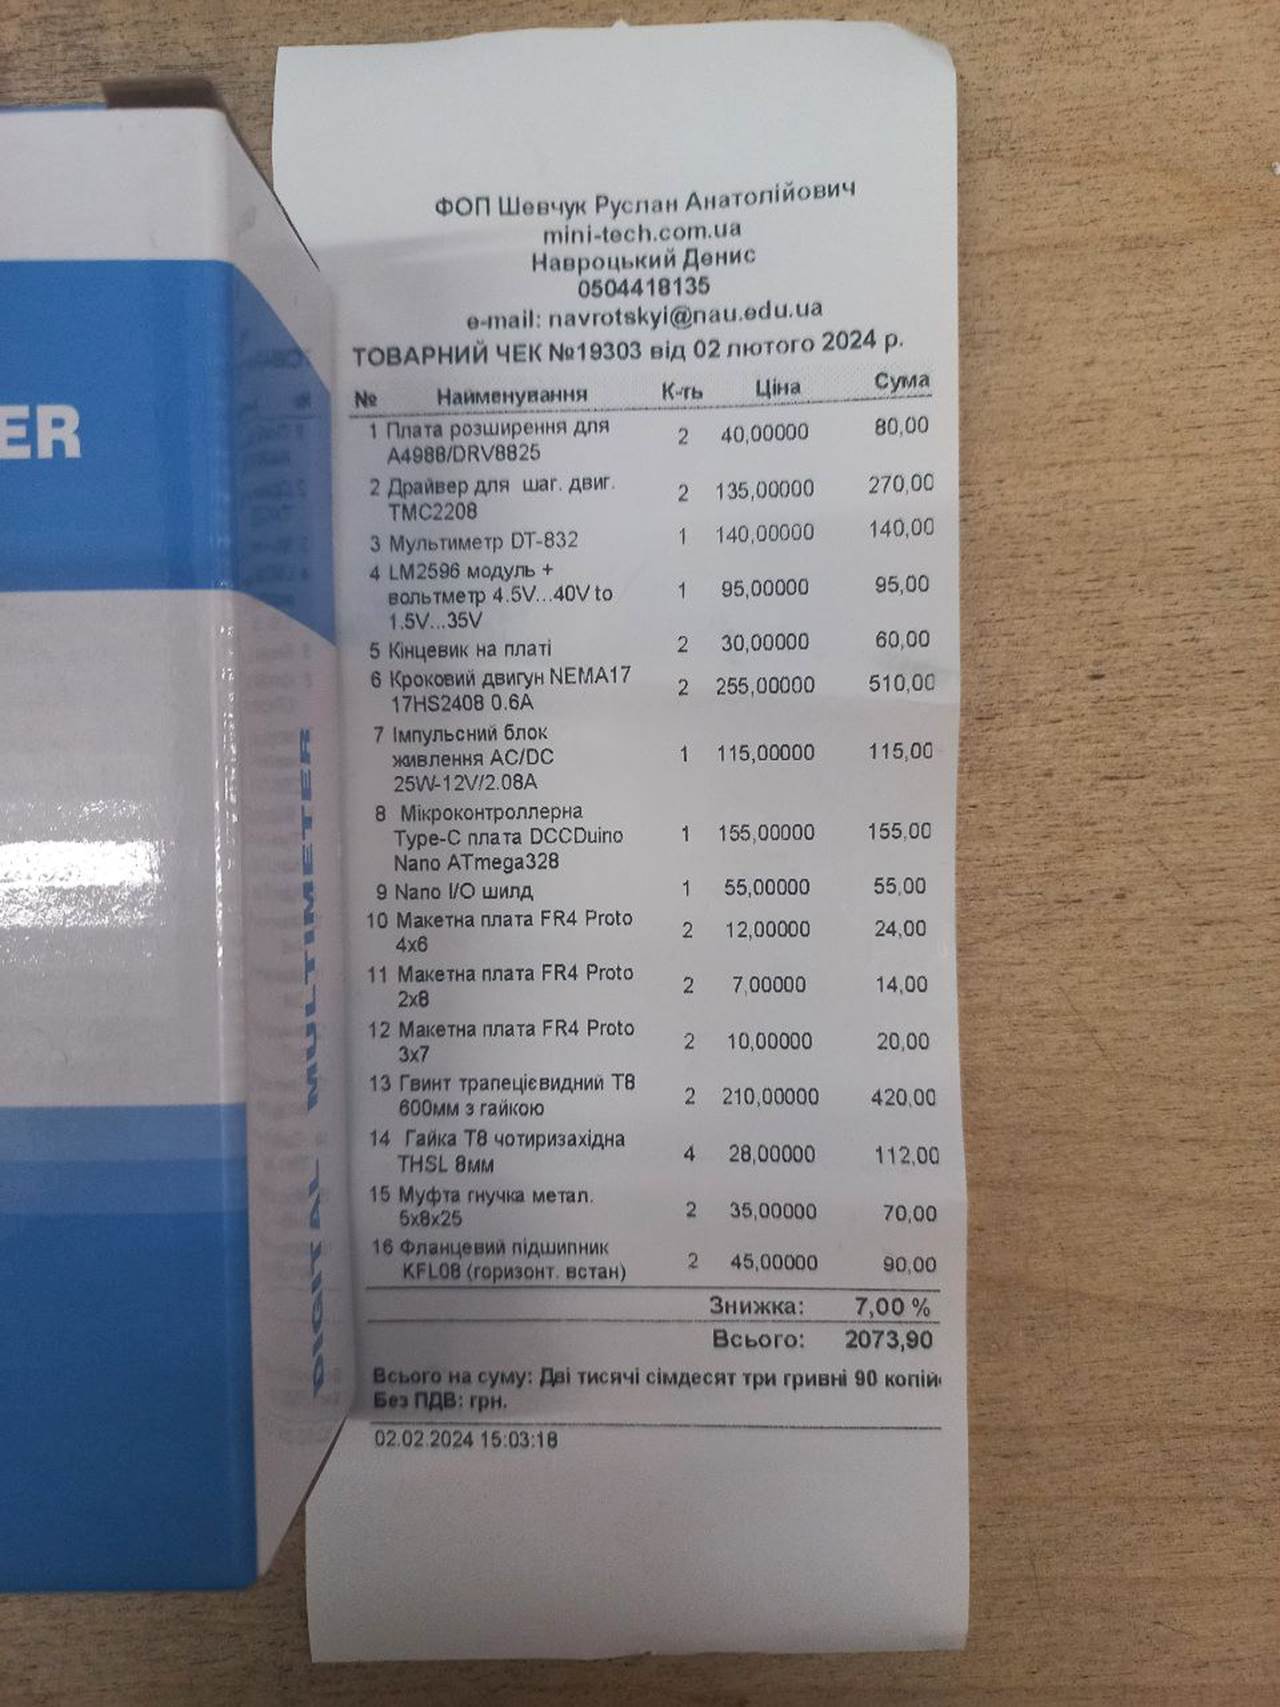 ER
DIGITAL MULTIMETER
ФОП Шевчук Руслан Анатолійович
mini-tech.com.ua
Навроцький Денис
0504418135
e-mail: navrotskyi@nau.edu.ua
ТОВАРНИЙ ЧЕК №19303 від 02 лютого 2024 р.
№ Найменування К-ть Ціна Сума
1 Плата розширення для 2 40,00000 80,00
A4988/DRV8825
2 Драйвер для шаг. двиг. 2 135,00000 270,00
TMC2208
3 Мультиметр DT-832 1 140,00000 140,00
4 LM2596 модуль +
вольтметр 4.5V...40V to 1 95,00000 95,00
1.5V...35V
5 Кінцевик на платі 2 30,00000 60,00
6 Кроковий двигун NEMA17 2 255,00000 510,00
17HS2408 0.6A
7 Імпульсний блок
живлення AC/DC 1 115,00000 115,00
25W-12V/2.08A
8 Мікроконтроллерна
Type-C плата DCCDuino 1 155,00000 155,00
Nano ATmega328
9 Nano I/O шилд 1 55,00000 55,00
10 Макетна плата FR4 Proto 2 12,00000 24,00
4x6
11 Макетна плата FR4 Proto 2 7,00000 14,00
2x8
12 Макетна плата FR4 Proto 2 10,00000 20,00
3x7
13 Гвинт трапецієвидний T8 2 210,00000 420,00
600мм з гайкою
14 Гайка T8 чотиризахідна 4 28,00000 112,00
THSL 8мм
15 Муфта гнучка метал. 2 35,00000 70,00
5x8x25
16 Фланцевий підшипник 2 45,00000 90,00
KFL08 (горизонт. встан)
Знижка: 7,00 %
Всього: 2073,90
Всього на суму: Дві тисячі сімдесят три гривні 90 копій
Без ПДВ: грн.
02.02.2024 15:03:18